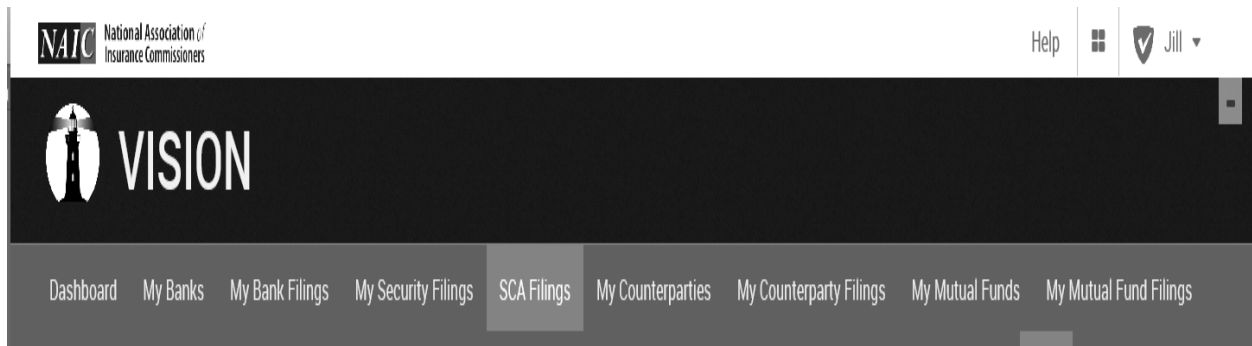 NAIC National Association of
Insurance Commissioners
Help Jill
VISION
Dashboard My Banks My Bank Filings My Security Filings SCA Filings My Counterparties My Counterparty Filings My Mutual Funds My Mutual Fund Filings